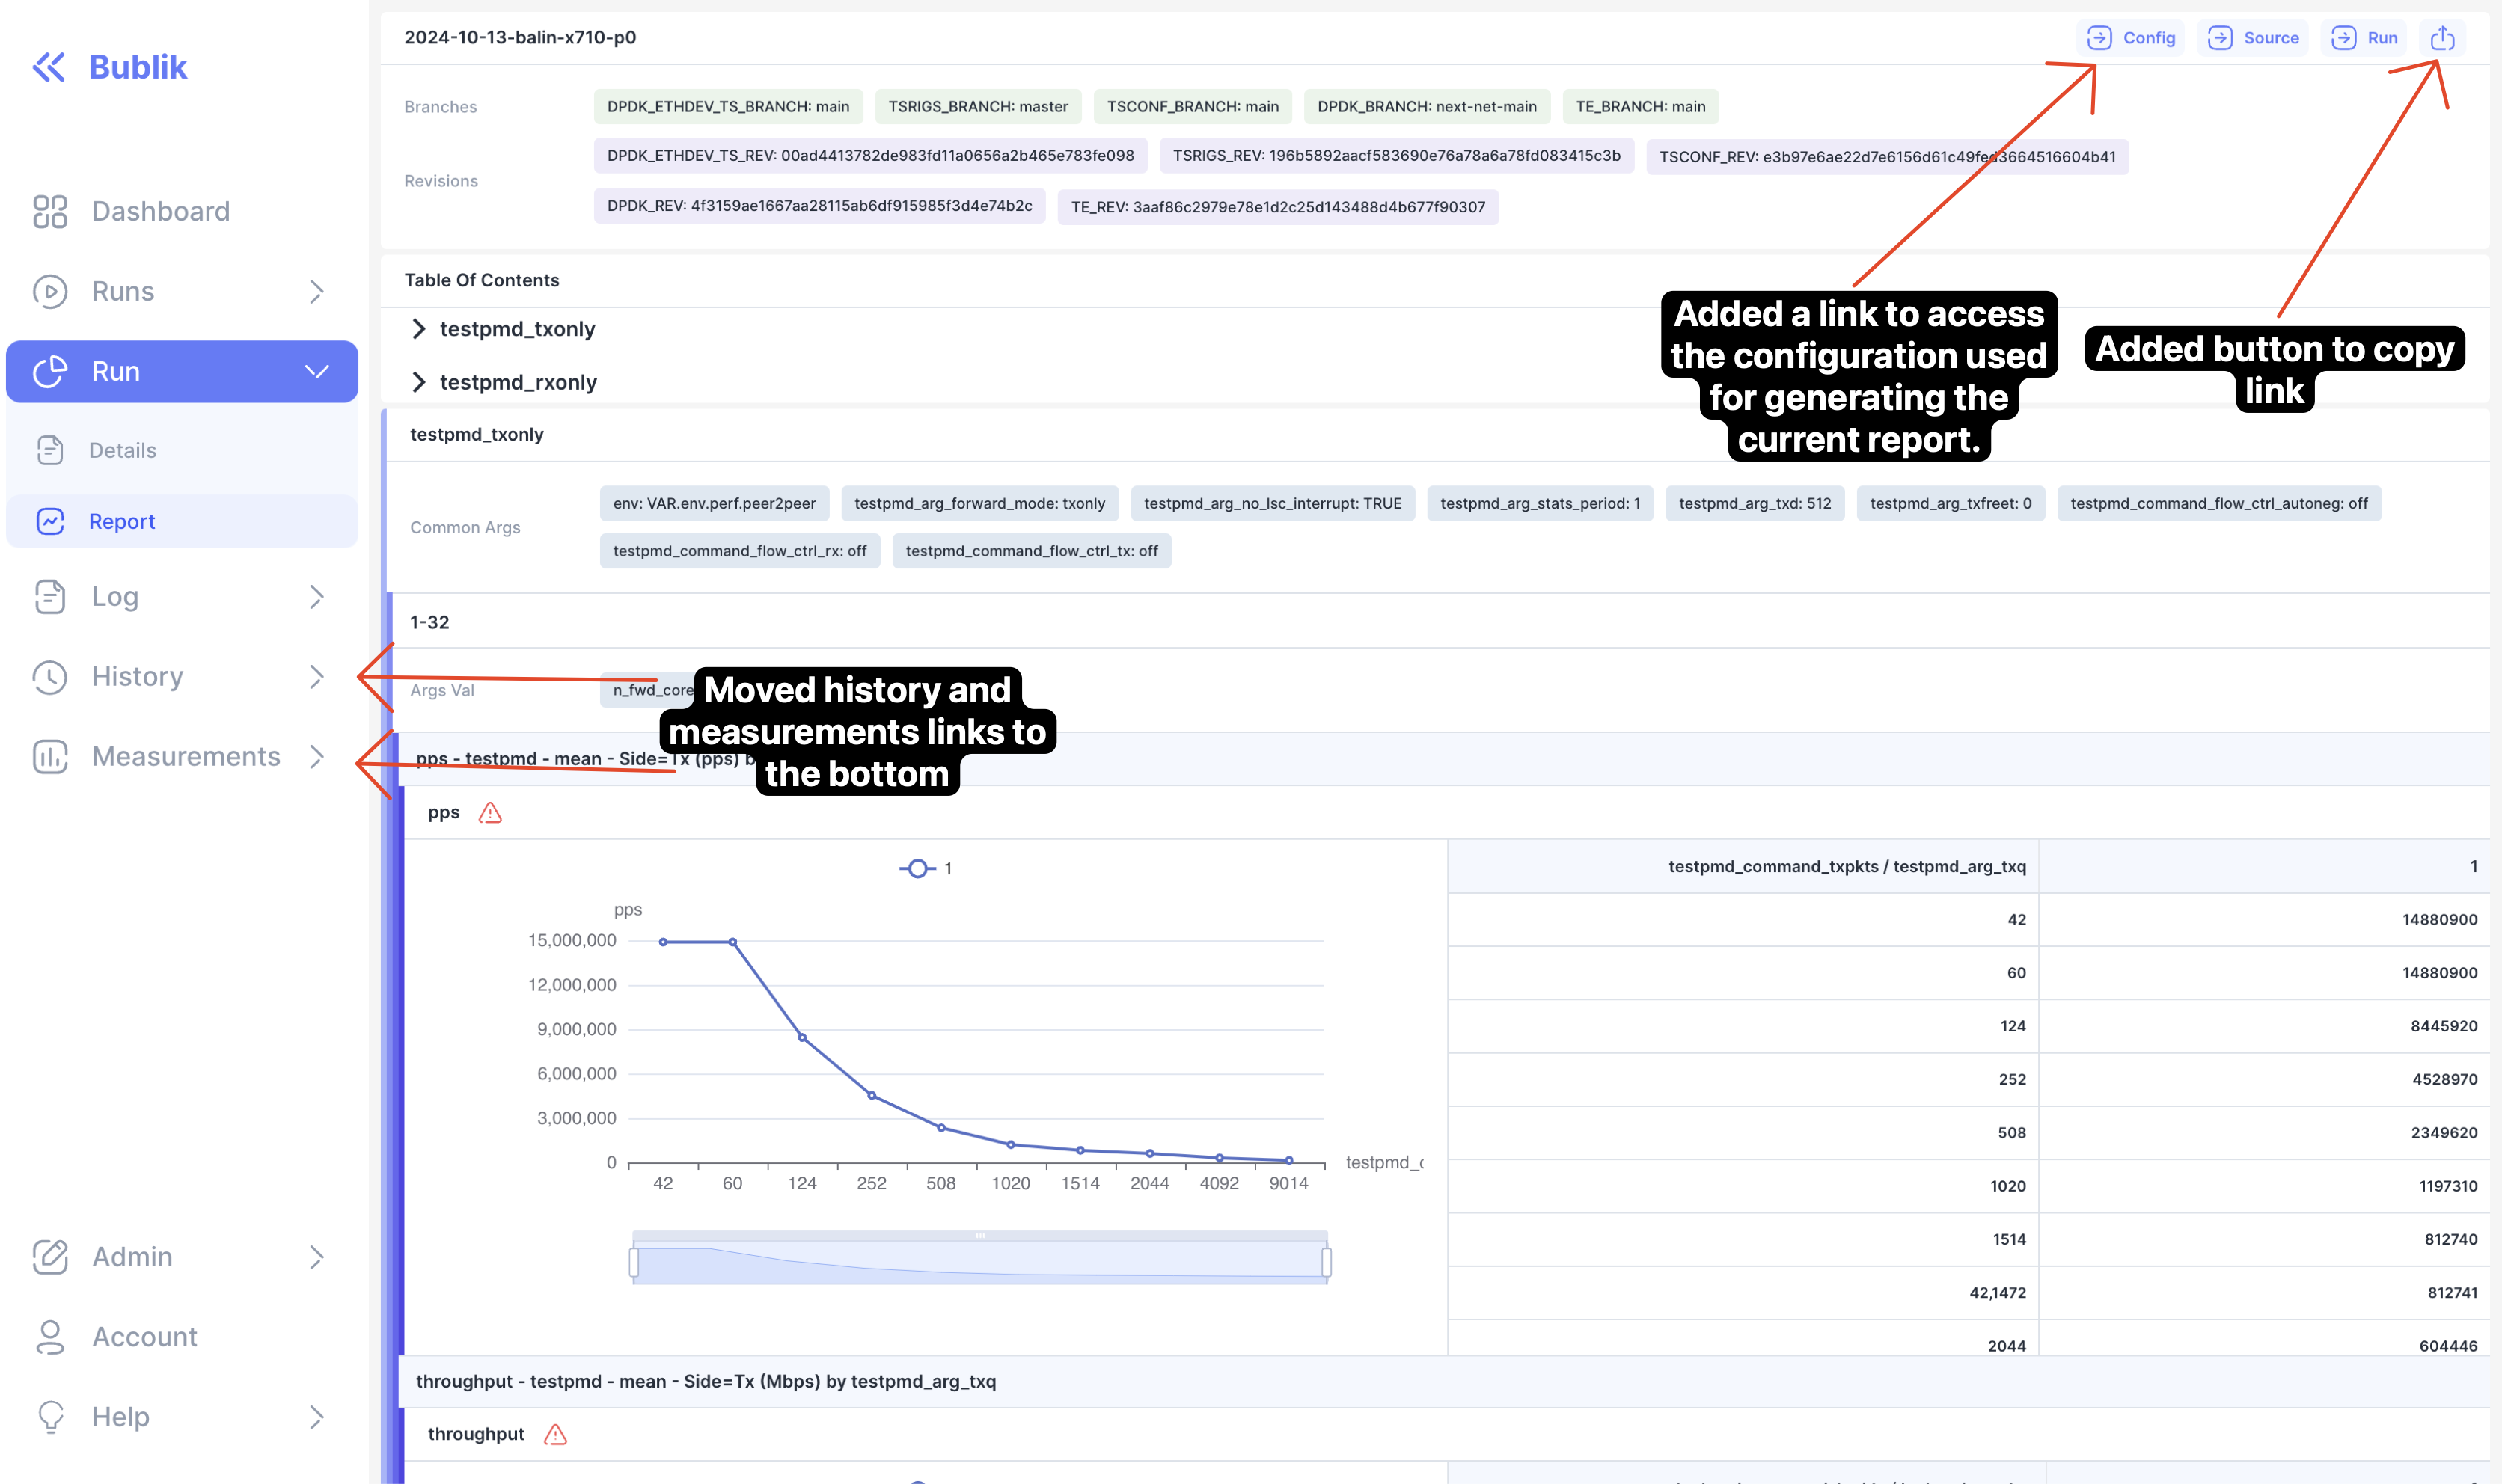 Bublik
Dashboard
Runs
Run
Details
Report
Log
History
Measurements
Admin
Account
Help
2024-10-13-balin-x710-p0
Config
Source
Run
Branches
DPDK_ETHDEV_TS_BRANCH: main
TSRIGS_BRANCH: master
TSCONF_BRANCH: main
DPDK_BRANCH: next-net-main
TE_BRANCH: main
Revisions
DPDK_ETHDEV_TS_REV: 00ad4413782de983fd11a0656a2b465e783fe098
TSRIGS_REV: 196b5892aacf583690e76a78a6a78fd083415c3b
TSCONF_REV: e3b97e6ae22d7e6156d61c49fed3664516604b41
DPDK_REV: 4f3159ae1667aa28115ab6df915985f3d4e74b2c
TE_REV: 3aaf86c2979e78e1d2c25d143488d4b677f90307
Table Of Contents
testpmd_txonly
testpmd_rxonly
Added a link to access
the configuration used
for generating the
current report.
Added button to copy
link
testpmd_txonly
Common Args
env: VAR.env.perf.peer2peer
testpmd_arg_forward_mode: txonly
testpmd_arg_no_lsc_interrupt: TRUE
testpmd_arg_stats_period: 1
testpmd_arg_txd: 512
testpmd_arg_txfreet: 0
testpmd_command_flow_ctrl_autoneg: off
testpmd_command_flow_ctrl_rx: off
testpmd_command_flow_ctrl_tx: off
1-32
Args Val
n_fwd_core
Moved history and
measurements links to
the bottom
pps - testpmd - mean - Side=Tx (pps) b
pps
1
pps
15,000,000
12,000,000
9,000,000
6,000,000
3,000,000
0
42 60 124 252 508 1020 1514 2044 4092 9014
testpmd_c
testpmd_command_txpkts / testpmd_arg_txq 1
42 14880900
60 14880900
124 8445920
252 4528970
508 2349620
1020 1197310
1514 812740
42,1472 812741
2044 604446
throughput - testpmd - mean - Side=Tx (Mbps) by testpmd_arg_txq
throughput